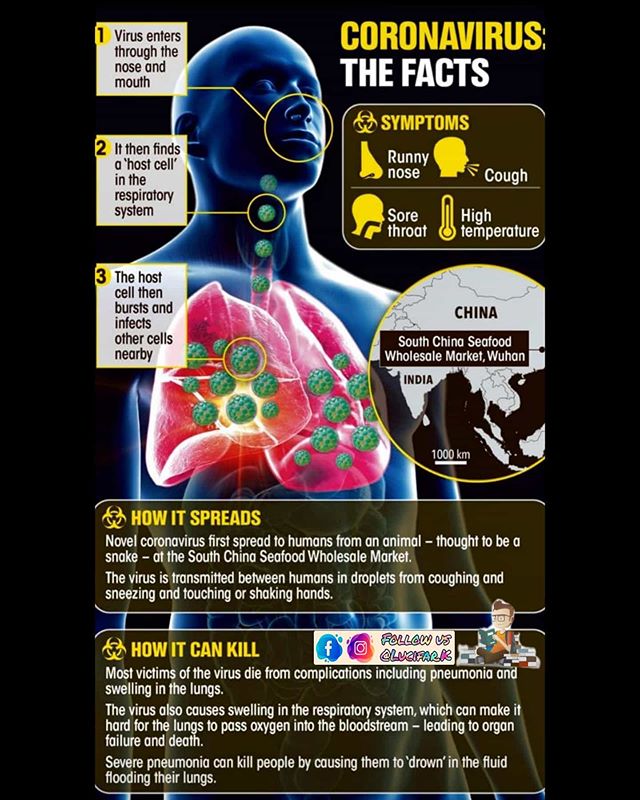 CORONAVIRUS:
THE FACTS
1 Virus enters
through the
nose and
mouth
2 It then finds
a 'host cell'
in the
respiratory
system
3 The host
cell then
bursts and
infects
other cells
nearby
SYMPTOMS
Runny
nose
Cough
Sore
throat
High
temperature
CHINA
South China Seafood
Wholesale Market, Wuhan
INDIA
1000 km
HOW IT SPREADS
Novel coronavirus first spread to humans from an animal – thought to be a
snake – at the South China Seafood Wholesale Market.
The virus is transmitted between humans in droplets from coughing and
sneezing and touching or shaking hands.
FOLLOW US
@LUCIFARK
HOW IT CAN KILL
Most victims of the virus die from complications including pneumonia and
swelling in the lungs.
The virus also causes swelling in the respiratory system, which can make it
hard for the lungs to pass oxygen into the bloodstream – leading to organ
failure and death.
Severe pneumonia can kill people by causing them to 'drown' in the fluid
flooding their lungs.